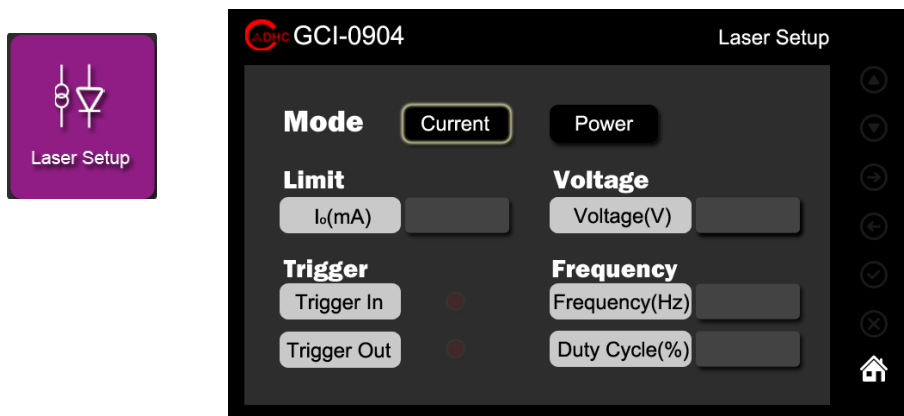 Laser Setup
ADHC GCI-0904
Laser Setup
Mode Current Power
Limit Voltage
I₀(mA) Voltage(V)
Trigger Frequency
Trigger In Frequency(Hz)
Trigger Out Duty Cycle(%)